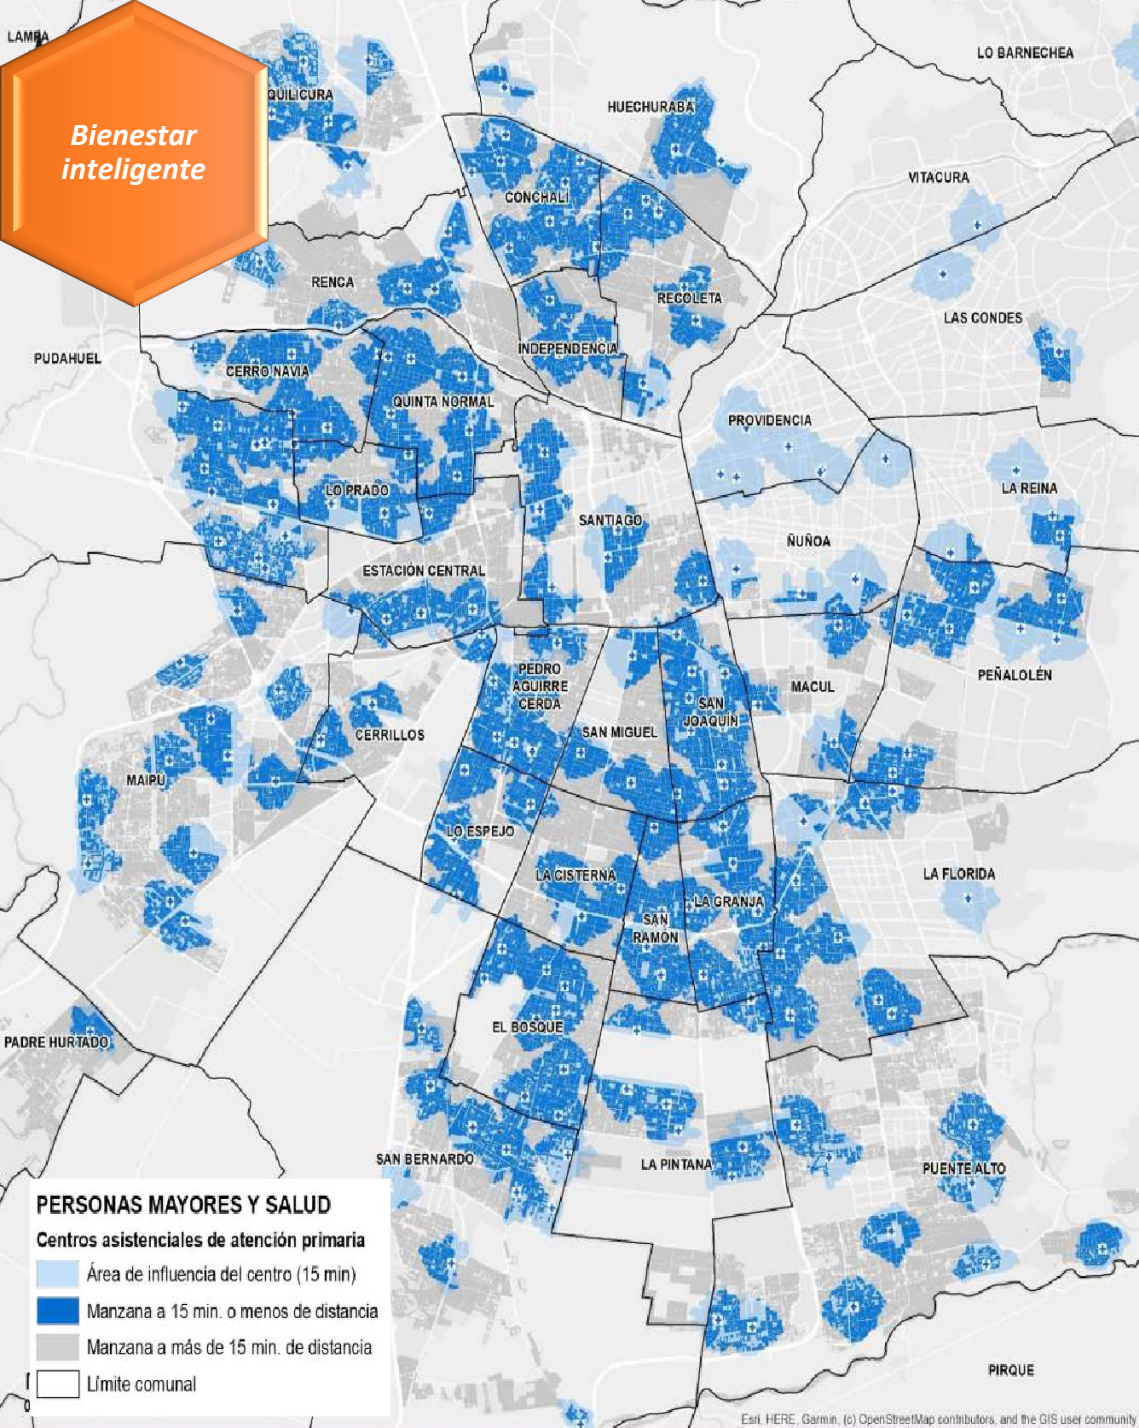 LAMPA
LO BARNECHEA
QUILICURA
HUECHURABA
Bienestar
inteligente
VITACURA
CONCHALÍ
RENCA
RECOLETA
LAS CONDES
INDEPENDENCIA
PUDAHUEL
CERRO NAVIA
QUINTA NORMAL
PROVIDENCIA
LO PRADO
LA REINA
SANTIAGO
ÑUÑOA
ESTACIÓN CENTRAL
PEDRO
AGUIRRE
CERDA
PEÑALOLÉN
MACUL
SAN
JOAQUÍN
CERRILLOS
SAN MIGUEL
MAIPÚ
LO ESPEJO
LA CISTERNA
LA FLORIDA
LA GRANJA
SAN
RAMÓN
EL BOSQUE
PADRE HURTADO
SAN BERNARDO
LA PINTANA
PUENTE ALTO
PERSONAS MAYORES Y SALUD
Centros asistenciales de atención primaria
Área de influencia del centro (15 min)
Manzana a 15 min. o menos de distancia
Manzana a más de 15 min. de distancia
Límite comunal
0
PIRQUE
Esri, HERE, Garmin, (c) OpenStreetMap contributors, and the GIS user community